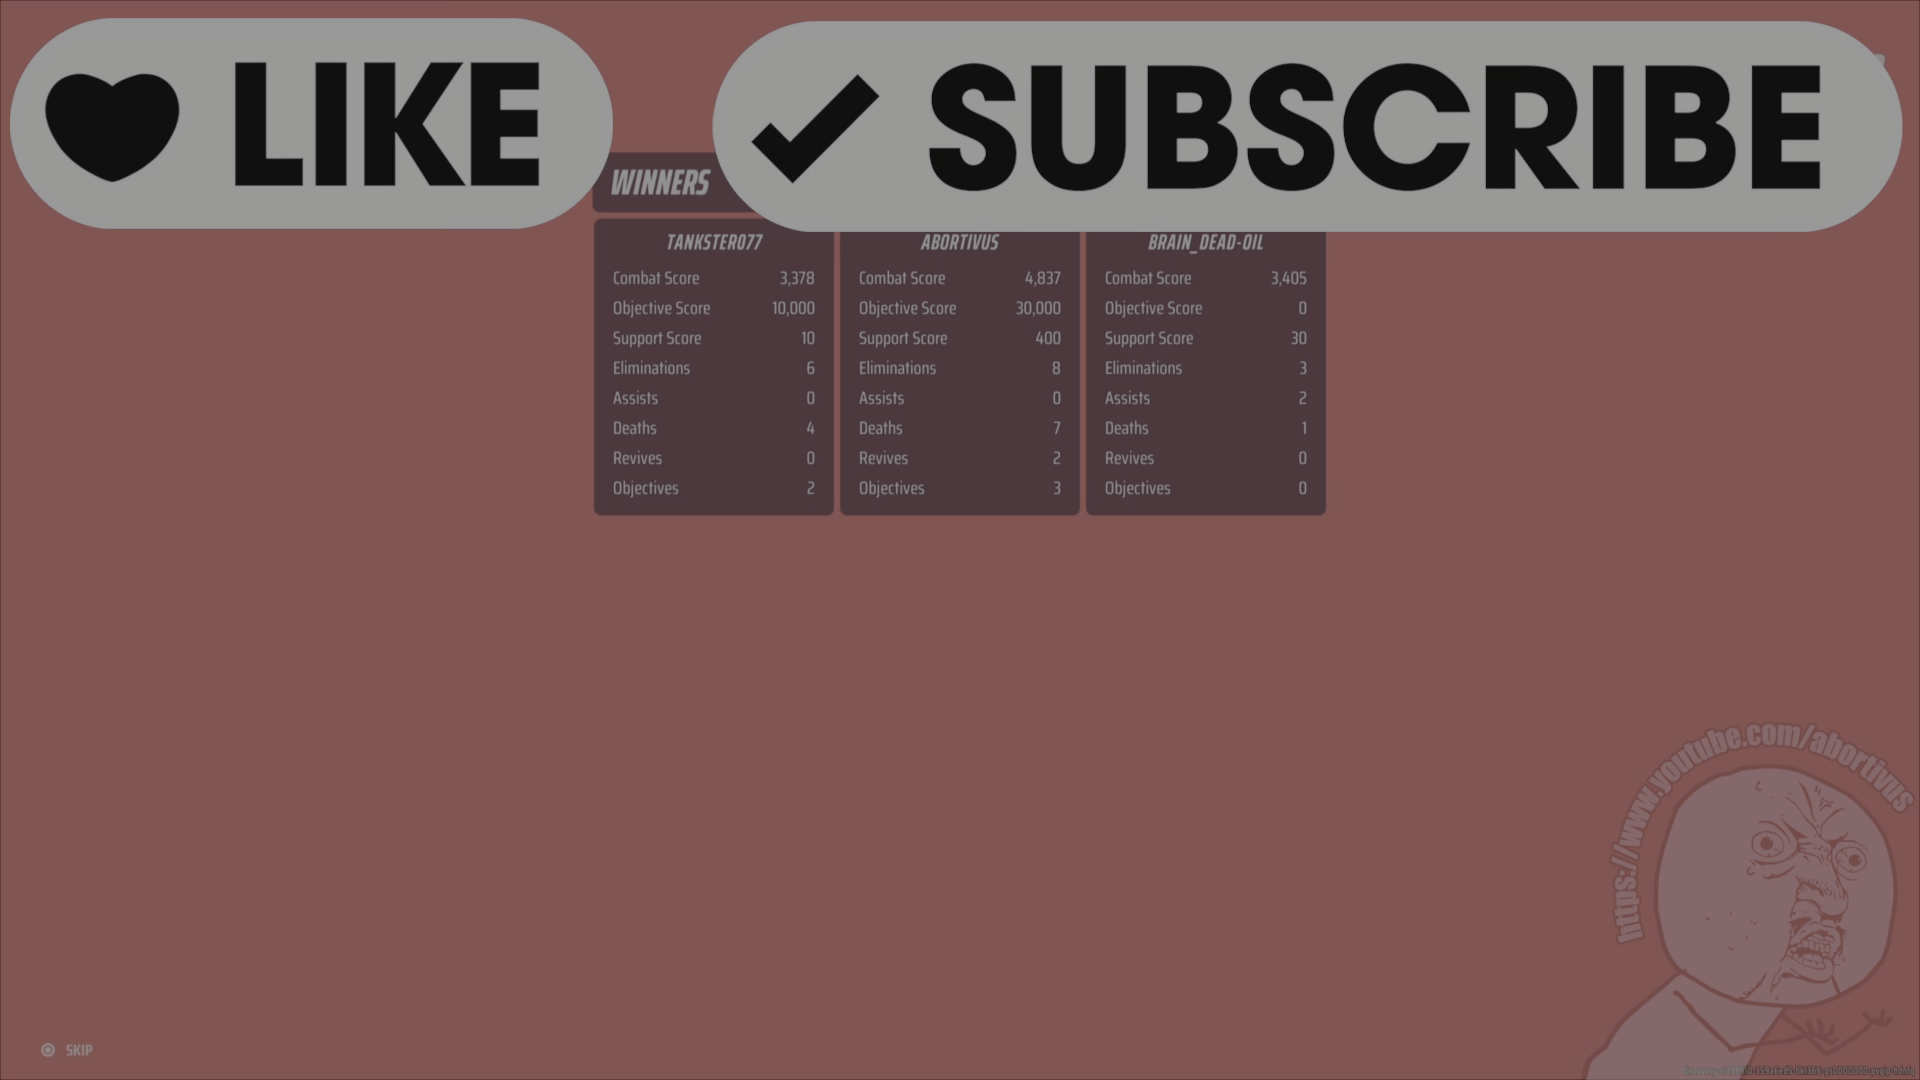 LIKE
SUBSCRIBE
WINNERS
TANKSTER077
Combat Score 3,378
Objective Score 10,000
Support Score 10
Eliminations 6
Assists 0
Deaths 4
Revives 0
Objectives 2
ABORTIVUS
Combat Score 4,837
Objective Score 30,000
Support Score 400
Eliminations 8
Assists 0
Deaths 7
Revives 2
Objectives 3
BRAIN_DEAD-OIL
Combat Score 3,405
Objective Score 0
Support Score 30
Eliminations 3
Assists 2
Deaths 1
Revives 0
Objectives 0
https://www.youtube.com/abortivus
SKIP